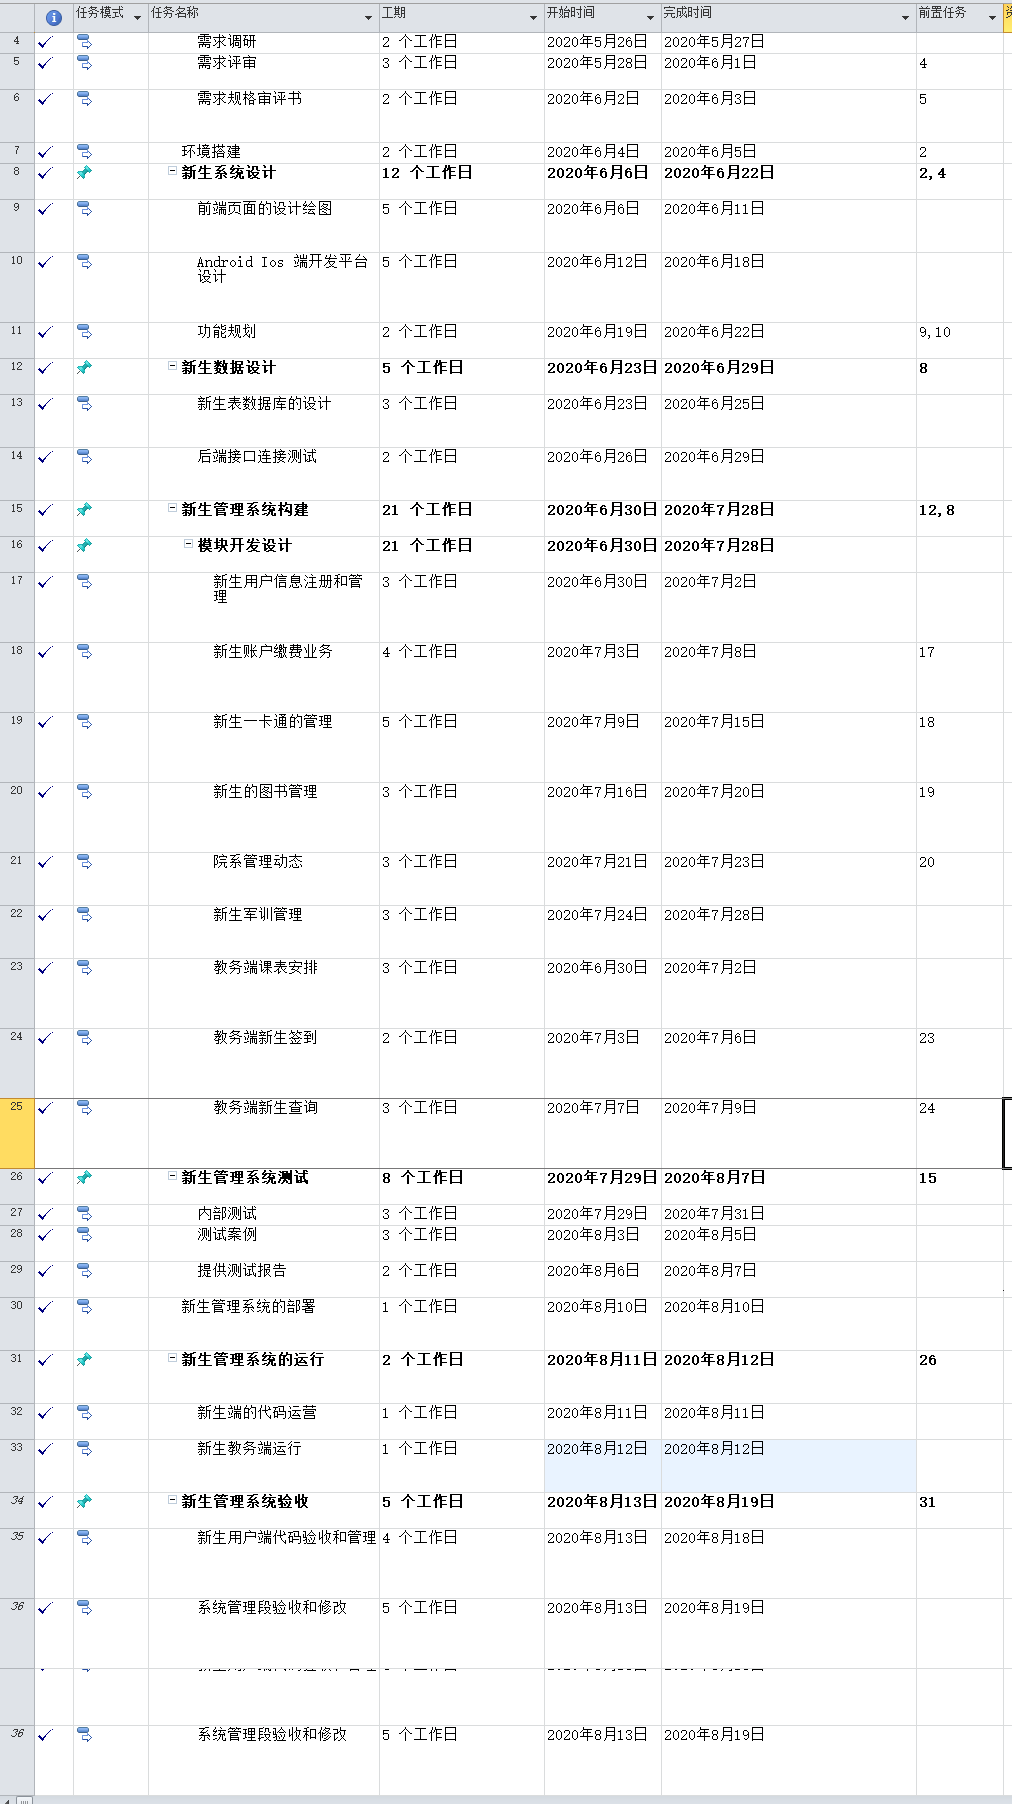 任务模式 任务名称 工期 开始时间 完成时间 前置任务
4 需求调研 2 个工作日 2020年5月26日 2020年5月27日
5 需求评审 3 个工作日 2020年5月28日 2020年6月1日 4
6 需求规格审评书 2 个工作日 2020年6月2日 2020年6月3日 5
7 环境搭建 2 个工作日 2020年6月4日 2020年6月5日 2
8 新生系统设计 12 个工作日 2020年6月6日 2020年6月22日 2,4
9 前端页面的设计绘图 5 个工作日 2020年6月6日 2020年6月11日
10 Android Ios 端开发平台 5 个工作日 2020年6月12日 2020年6月18日
设计
11 功能规划 2 个工作日 2020年6月19日 2020年6月22日 9,10
12 新生数据设计 5 个工作日 2020年6月23日 2020年6月29日 8
13 新生表数据库的设计 3 个工作日 2020年6月23日 2020年6月25日
14 后端接口连接测试 2 个工作日 2020年6月26日 2020年6月29日
15 新生管理系统构建 21 个工作日 2020年6月30日 2020年7月28日 12,8
16 模块开发设计 21 个工作日 2020年6月30日 2020年7月28日
17 新生用户信息注册和管 3 个工作日 2020年6月30日 2020年7月2日
理
18 新生账户缴费业务 4 个工作日 2020年7月3日 2020年7月8日 17
19 新生一卡通的管理 5 个工作日 2020年7月9日 2020年7月15日 18
20 新生的图书管理 3 个工作日 2020年7月16日 2020年7月20日 19
21 院系管理动态 3 个工作日 2020年7月21日 2020年7月23日 20
22 新生军训管理 3 个工作日 2020年7月24日 2020年7月28日
23 教务端课表安排 3 个工作日 2020年6月30日 2020年7月2日
24 教务端新生签到 2 个工作日 2020年7月3日 2020年7月6日 23
25 教务端新生查询 3 个工作日 2020年7月7日 2020年7月9日 24
26 新生管理系统测试 8 个工作日 2020年7月29日 2020年8月7日 15
27 内部测试 3 个工作日 2020年7月29日 2020年7月31日
28 测试案例 3 个工作日 2020年8月3日 2020年8月5日
29 提供测试报告 2 个工作日 2020年8月6日 2020年8月7日
30 新生管理系统的部署 1 个工作日 2020年8月10日 2020年8月10日
31 新生管理系统的运行 2 个工作日 2020年8月11日 2020年8月12日 26
32 新生端的代码运营 1 个工作日 2020年8月11日 2020年8月11日
33 新生教务端运行 1 个工作日 2020年8月12日 2020年8月12日
34 新生管理系统验收 5 个工作日 2020年8月13日 2020年8月19日 31
35 新生用户端代码验收和管理 4 个工作日 2020年8月13日 2020年8月18日
36 系统管理段验收和修改 5 个工作日 2020年8月13日 2020年8月19日
36 系统管理段验收和修改 5 个工作日 2020年8月13日 2020年8月19日